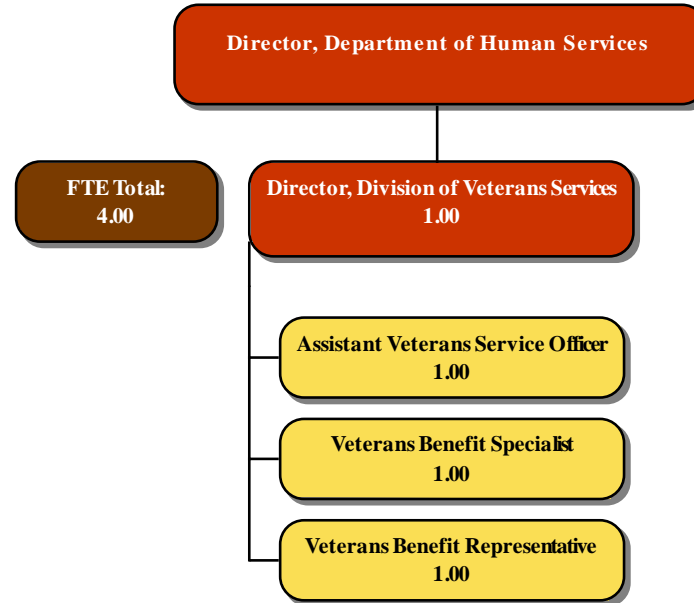 Director, Department of Human Services
FTE Total:
4.00
Director, Division of Veterans Services
1.00
Assistant Veterans Service Officer
1.00
Veterans Benefit Specialist
1.00
Veterans Benefit Representative
1.00